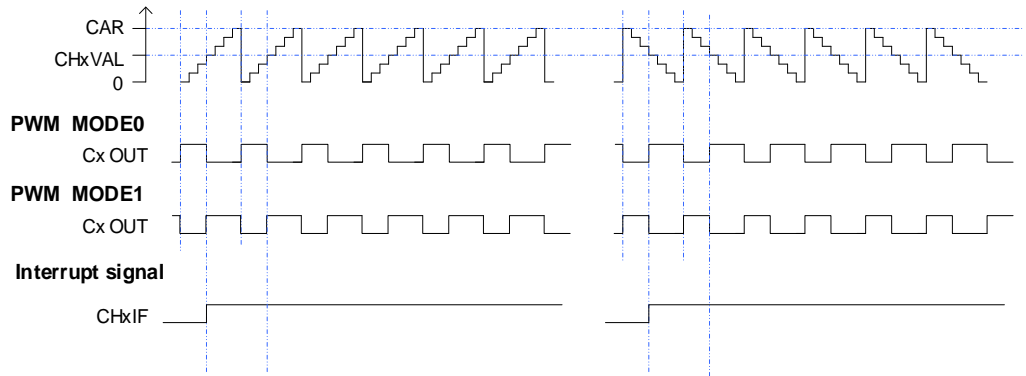 CAR
CHxVAL
0
PWM MODE0
Cx OUT
PWM MODE1
Cx OUT
Interrupt signal
CHxIF